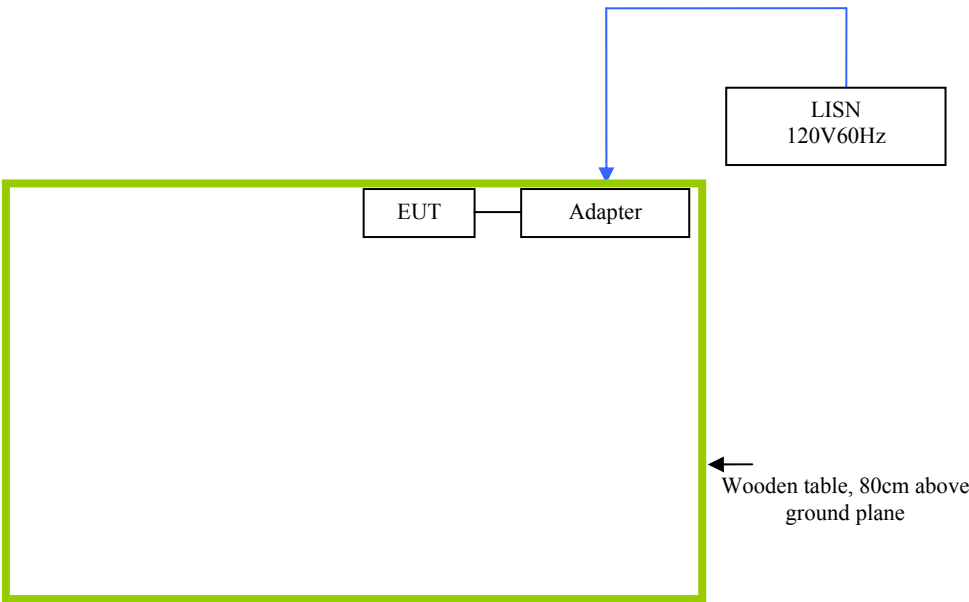 LISN
120V60Hz
EUT
Adapter
Wooden table, 80cm above
ground plane